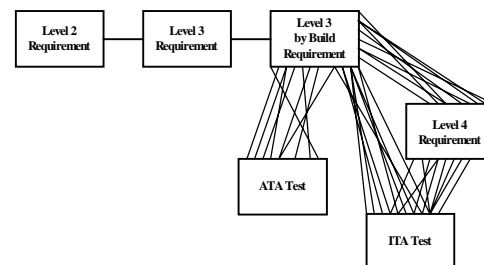 Level 2
Requirement
Level 3
Requirement
Level 3
by Build
Requirement
Level 4
Requirement
ATA Test
ITA Test